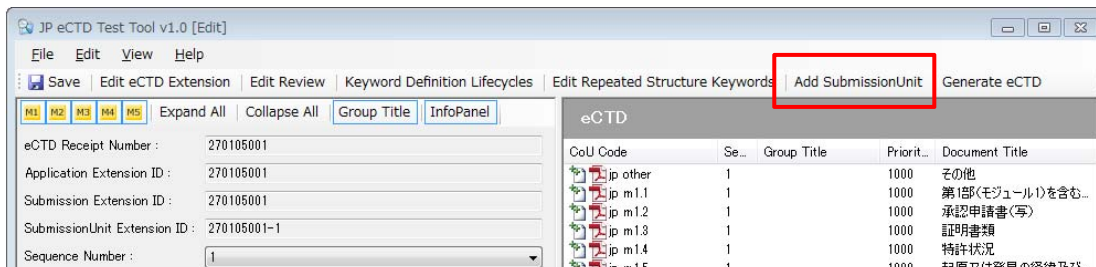 JP eCTD Test Tool v1.0 [Edit]
File Edit View Help
Save Edit eCTD Extension Edit Review Keyword Definition Lifecycles Edit Repeated Structure Keywords Add SubmissionUnit Generate eCTD
M1 M2 M3 M4 M5 Expand All Collapse All Group Title InfoPanel
eCTD Receipt Number : 270105001
Application Extension ID : 270105001
Submission Extension ID : 270105001
SubmissionUnit Extension ID : 270105001-1
Sequence Number : 1
eCTD
CoU Code Se... Group Title Priorit... Document Title
jp other 1 1000 その他
jp m1.1 1 1000 第1部(モジュール1)を含む...
jp m1.2 1 1000 承認申請書(写)
jp m1.3 1 1000 証明書類
jp m1.4 1 1000 特許状況